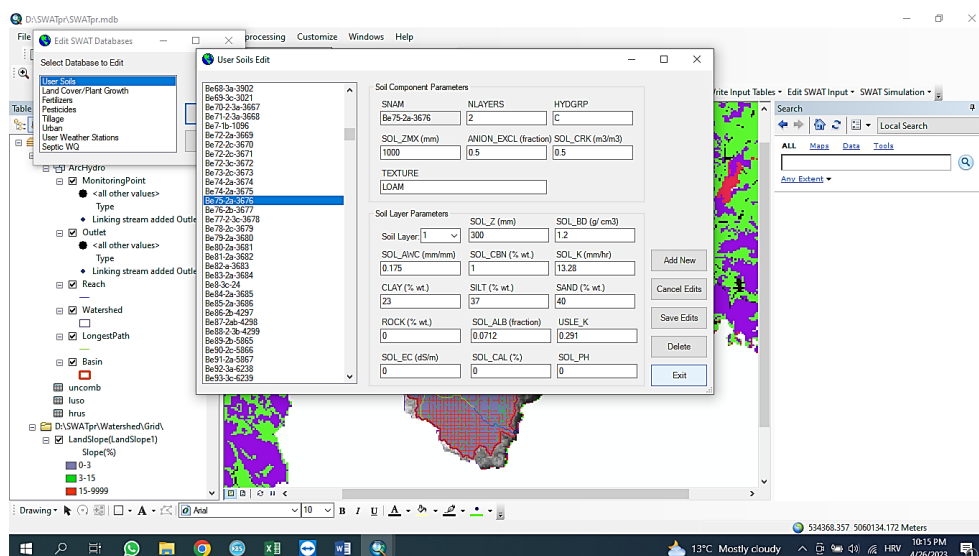 D:\SWATpr\SWATpr.mdb
File
rocessing Customize Windows Help
Edit SWAT Databases
Select Database to Edit
User Soils
Land Cover/Plant Growth
Fertilizers
Pesticides
Tillage
Urban
User Weather Stations
Septic WQ
User Soils Edit
Be68-3a-3902
Be69-3c-3021
Be70-2-3a-3667
Be71-2-3a-3668
Be7-1b-1096
Be72-2a-3669
Be72-2c-3670
Be72-2c-3671
Be72-3c-3672
Be73-2c-3673
Be74-2a-3674
Be74-2a-3675
Be75-2a-3676
Be76-2b-3677
Be77-2-3c-3678
Be78-2c-3679
Be79-2a-3680
Be80-2a-3681
Be81-2a-3682
Be82-a-3683
Be83-2a-3684
Be8-3c-24
Be84-2a-3685
Be85-2a-3686
Be86-2b-4297
Be87-2ab-4298
Be88-2-3b-4299
Be89-2b-5865
Be90-2c-5866
Be91-2a-5867
Be92-3a-6238
Be93-3c-6239
Soil Component Parameters
SNAM NLAYERS HYDGRP
Be75-2a-3676 2 C
SOL_ZMX (mm) ANION_EXCL (fraction) SOL_CRK (m3/m3)
1000 0.5 0.5
TEXTURE
LOAM
Soil Layer Parameters
SOL_Z (mm) SOL_BD (g/ cm3)
Soil Layer: 1 300 1.2
SOL_AWC (mm/mm) SOL_CBN (% wt.) SOL_K (mm/hr)
0.175 1 13.28
CLAY (% wt.) SILT (% wt.) SAND (% wt.)
23 37 40
ROCK (% wt.) SOL_ALB (fraction) USLE_K
0 0.0712 0.291
SOL_EC (dS/m) SOL_CAL (%) SOL_PH
0 0 0
Add New
Cancel Edits
Save Edits
Delete
Exit
rite Input Tables Edit SWAT Input SWAT Simulation
Search
Local Search
ALL Maps Data Tools
Any Extent
Table
ArcHydro
MonitoringPoint
<all other values>
Type
Linking stream added Outle
Outlet
<all other values>
Type
Linking stream added Outle
Reach
Watershed
LongestPath
Basin
uncomb
luso
hrus
D:\SWATpr\Watershed\Grid\
LandSlope(LandSlope1)
Slope(%)
0-3
3-15
15-9999
Drawing A Arial 10 B I U A
534368.357 5060134.172 Meters
13°C Mostly cloudy HRV 10:15 PM
4/26/2023